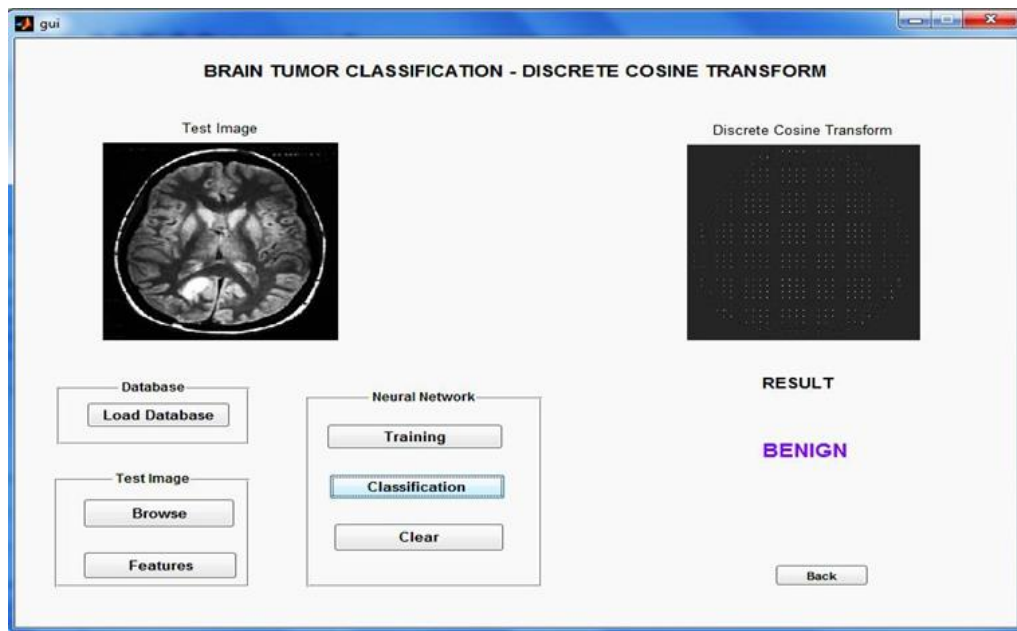 gui
BRAIN TUMOR CLASSIFICATION - DISCRETE COSINE TRANSFORM
Test Image
Discrete Cosine Transform
Database
Load Database
Test Image
Browse
Features
Neural Network
Training
Classification
Clear
RESULT
BENIGN
Back